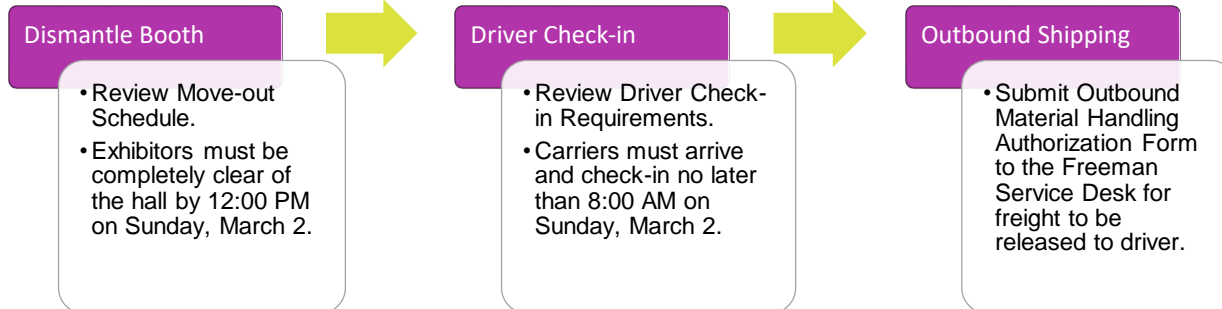 Dismantle Booth
•Review Move-out
Schedule.
•Exhibitors must be
completely clear of
the hall by 12:00 PM
on Sunday, March 2.
Driver Check-in
•Review Driver Check-
in Requirements.
•Carriers must arrive
and check-in no later
than 8:00 AM on
Sunday, March 2.
Outbound Shipping
•Submit Outbound
Material Handling
Authorization Form
to the Freeman
Service Desk for
freight to be
released to driver.